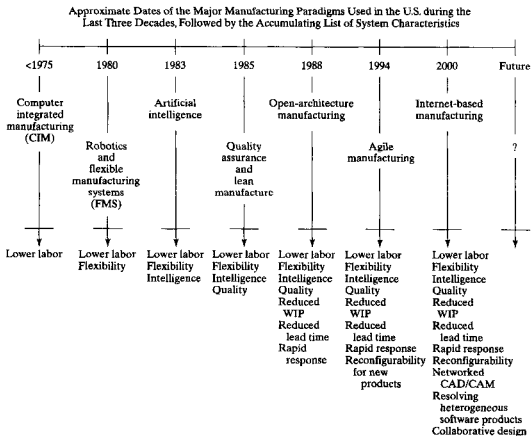 Approximate Dates of the Major Manufacturing Paradigms Used in the U.S. during the
Last Three Decades, Followed by the Accumulating List of System Characteristics
<1975
1980
1983
1985
1988
1994
2000
Future
Computer
integrated
manufacturing
(CIM)
Robotics
and
flexible
manufacturing
systems
(FMS)
Artificial
intelligence
Quality
assurance
and
lean
manufacture
Open-architecture
manufacturing
Agile
manufacturing
Internet-based
manufacturing
?
Lower labor
Lower labor
Flexibility
Lower labor
Flexibility
Intelligence
Lower labor
Flexibility
Intelligence
Quality
Lower labor
Flexibility
Intelligence
Quality
Reduced
WIP
Reduced
lead time
Rapid
response
Lower labor
Flexibility
Intelligence
Quality
Reduced
WIP
Reduced
lead time
Rapid response
Reconfigurability
for new
products
Lower labor
Flexibility
Intelligence
Quality
Reduced
WIP
Reduced
lead time
Rapid response
Reconfigurability
Networked
CAD/CAM
Resolving
heterogeneous
software products
Collaborative design